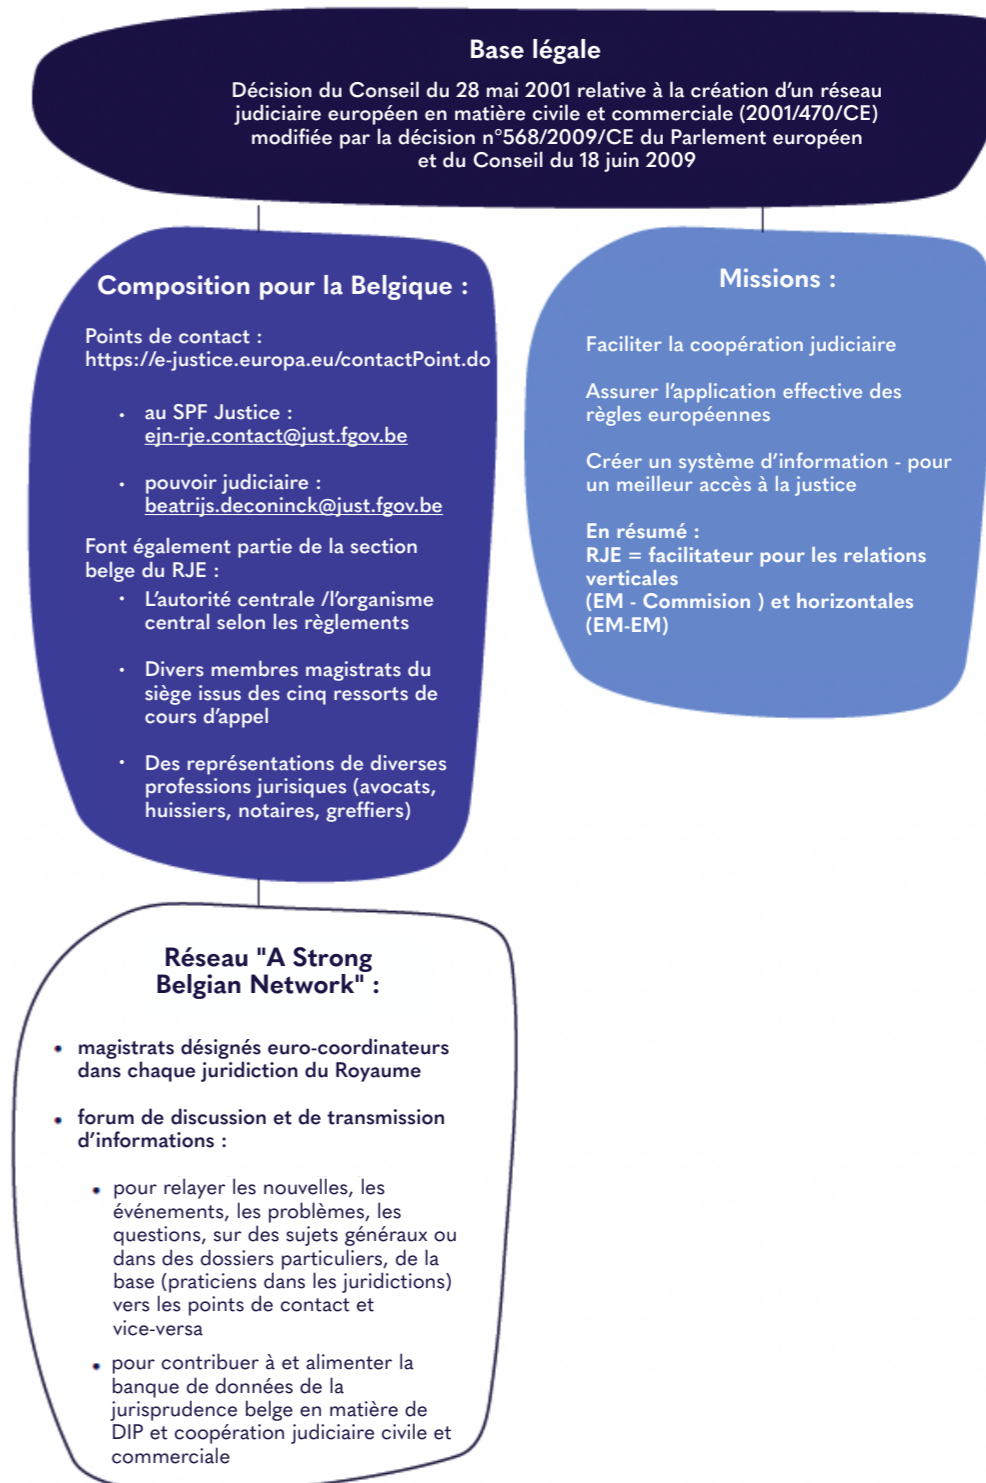 Base légale
Décision du Conseil du 28 mai 2001 relative à la création d'un réseau
judiciaire européen en matière civile et commerciale (2001/470/CE)
modifiée par la décision n°568/2009/CE du Parlement européen
et du Conseil du 18 juin 2009
Composition pour la Belgique :
Points de contact :
https://e-justice.europa.eu/contactPoint.do
• au SPF Justice :
ejn-rje.contact@just.fgov.be
• pouvoir judiciaire :
beatrijs.deconinck@just.fgov.be
Font également partie de la section
belge du RJE :
• L'autorité centrale /l'organisme
central selon les règlements
• Divers membres magistrats du
siège issus des cinq ressorts de
cours d'appel
• Des représentations de diverses
professions jurisiques (avocats,
huissiers, notaires, greffiers)
Missions :
Faciliter la coopération judiciaire
Assurer l'application effective des
règles européennes
Créer un système d'information - pour
un meilleur accès à la justice
En résumé :
RJE = facilitateur pour les relations
verticales
(EM - Commision ) et horizontales
(EM-EM)
Réseau "A Strong
Belgian Network" :
• magistrats désignés euro-coordinateurs
dans chaque juridiction du Royaume
• forum de discussion et de transmission
d'informations :
• pour relayer les nouvelles, les
événements, les problèmes, les
questions, sur des sujets généraux ou
dans des dossiers particuliers, de la
base (praticiens dans les juridictions)
vers les points de contact et
vice-versa
• pour contribuer à et alimenter la
banque de données de la
jurisprudence belge en matière de
DIP et coopération judiciaire civile et
commerciale